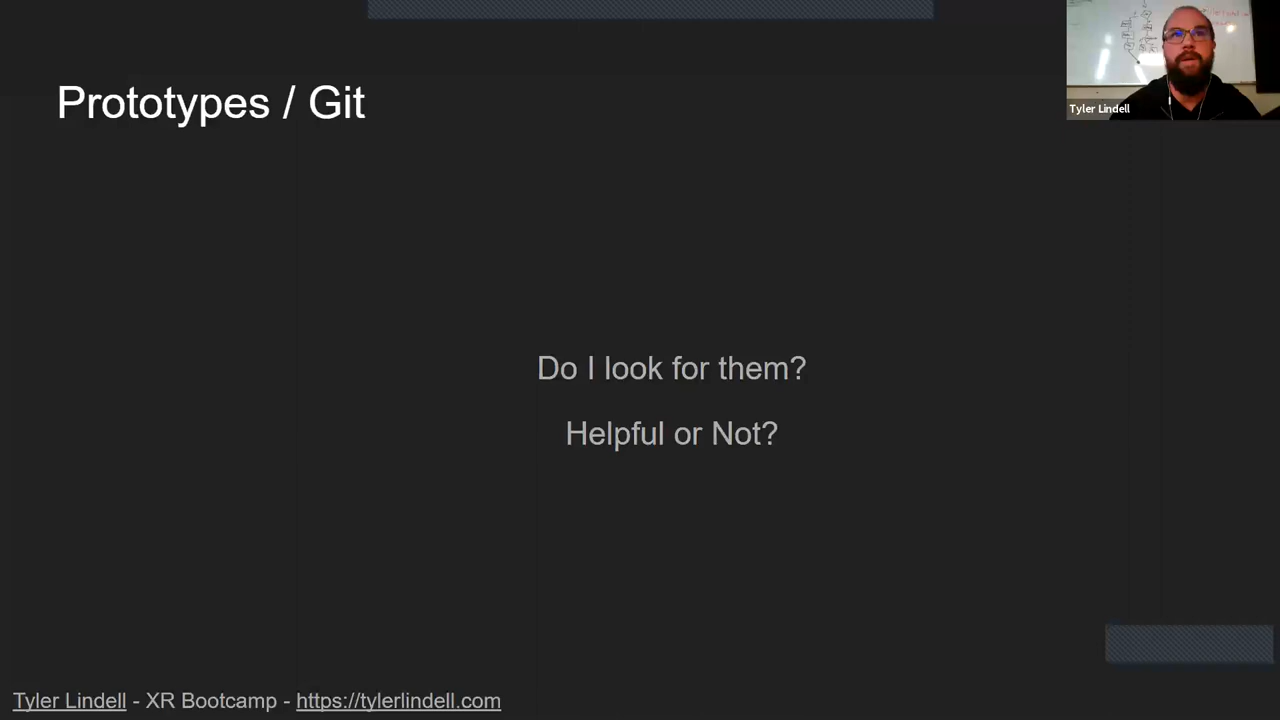 Prototypes / Git
Tyler Lindell
Do I look for them?
Helpful or Not?
Tyler Lindell - XR Bootcamp - https://tylerlindell.com